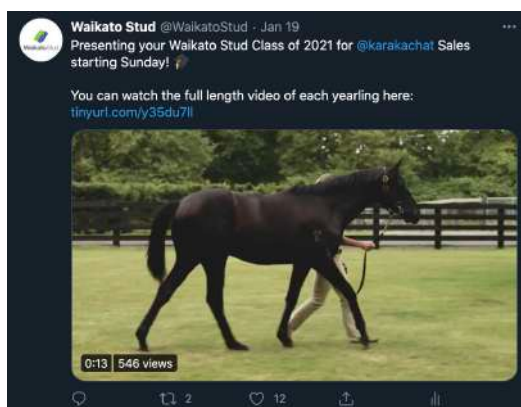 Waikato Stud @WaikatoStud · Jan 19
Presenting your Waikato Stud Class of 2021 for @karakachat Sales
starting Sunday! 🎓
You can watch the full length video of each yearling here:
tinyurl.com/y35du7li
0:13 546 views
2 12